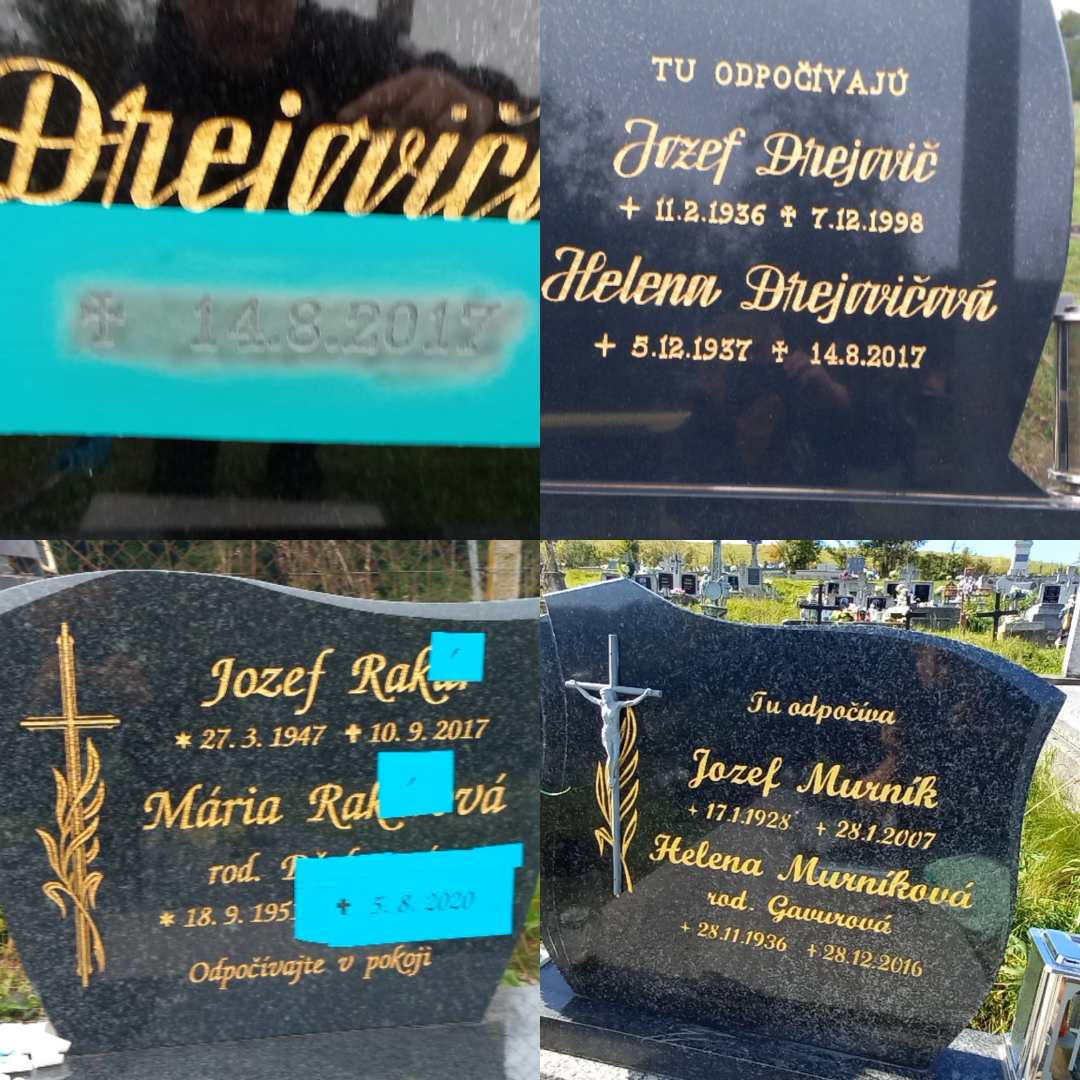 Drejovič
✝ 14.8.2017
TU ODPOČÍVAJÚ
Jozef Drejovič
+ 11.2.1936 ✝ 7.12.1998
Helena Drejovičová
+ 5.12.1937 ✝ 14.8.2017
Jozef
* 27. 3. 1947 ✝ 10. 9. 2017
Mária
rod.
* 18. 9. ✝ 5. 8. 2020
Odpočívajte v pokoji
Tu odpočíva
Jozef Murník
+ 17.1.1928 + 28.1.2007
Helena Murníková
rod. Gavurová
+ 28.11.1936 + 28.12.2016